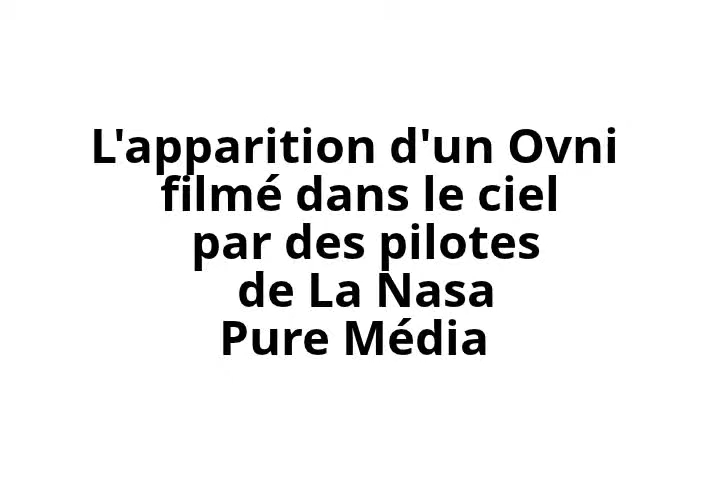 L'apparition d'un Ovni
filmé dans le ciel
par des pilotes
de La Nasa
Pure Média